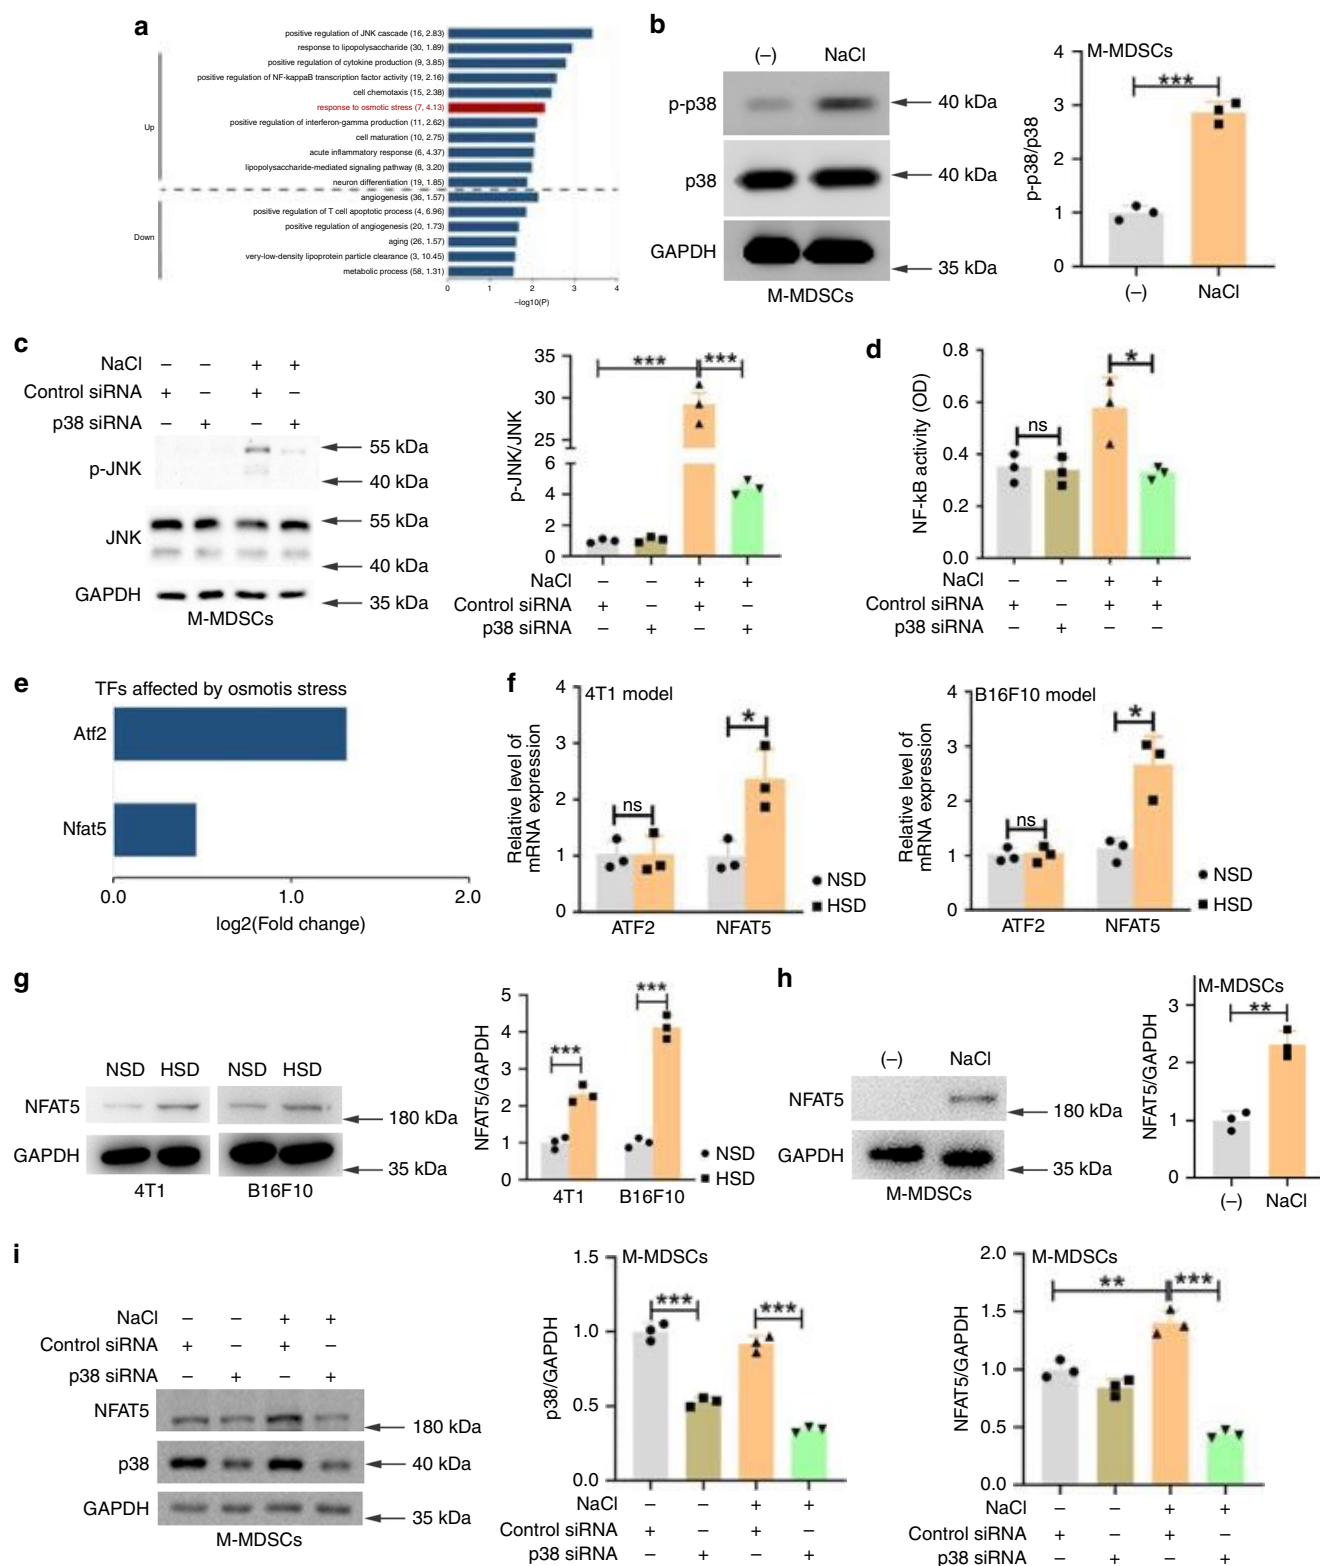 a
positive regulation of JNK cascade (16, 2.83)
response to lipopolysaccharide (30, 1.89)
positive regulation of cytokine production (9, 3.85)
positive regulation of NF-kappaB transcription factor activity (19, 2.16)
cell chemotaxis (15, 2.38)
response to osmotic stress (7, 4.13)
positive regulation of interferon-gamma production (11, 2.62)
cell maturation (10, 2.75)
acute inflammatory response (6, 4.37)
lipopolysaccharide-mediated signaling pathway (8, 3.20)
neuron differentiation (19, 1.85)
angiogenesis (36, 1.57)
positive regulation of T cell apoptotic process (4, 6.96)
positive regulation of angiogenesis (20, 1.73)
aging (26, 1.57)
very-low-density lipoprotein particle clearance (3, 10.45)
metabolic process (58, 1.31)
Up
Down
0 1 2 3 4
–log10(P)
b
(–) NaCl
p-p38 40 kDa
p38 40 kDa
GAPDH 35 kDa
M-MDSCs
M-MDSCs
***
p-p38/p38
4
3
2
1
0
(–) NaCl
c
NaCl – – + +
Control siRNA + – + –
p38 siRNA – + – +
p-JNK 55 kDa
40 kDa
JNK 55 kDa
40 kDa
GAPDH 35 kDa
M-MDSCs
*** ***
p-JNK/JNK
35
30
25
6
4
2
0
NaCl – – + +
Control siRNA + – + –
p38 siRNA – + – +
d
NF-kB activity (OD)
0.8
0.6
0.4
0.2
0.0
ns *
NaCl – – + +
Control siRNA + – + +
p38 siRNA – + – –
e
TFs affected by osmotis stress
Atf2
Nfat5
0.0 1.0 2.0
log2(Fold change)
f
4T1 model
Relative level of
mRNA expression
4
3
2
1
0
ns *
ATF2 NFAT5
NSD
HSD
B16F10 model
Relative level of
mRNA expression
4
3
2
1
0
ns *
ATF2 NFAT5
NSD
HSD
g
NSD HSD NSD HSD
NFAT5 180 kDa
GAPDH 35 kDa
4T1 B16F10
NFAT5/GAPDH
5
4
3
2
1
0
*** ***
4T1 B16F10
NSD
HSD
h
(–) NaCl
NFAT5 180 kDa
GAPDH 35 kDa
M-MDSCs
M-MDSCs
**
NFAT5/GAPDH
3
2
1
0
(–) NaCl
i
NaCl – – + +
Control siRNA + – + –
p38 siRNA – + – +
NFAT5 180 kDa
p38 40 kDa
GAPDH 35 kDa
M-MDSCs
M-MDSCs
*** ***
p38/GAPDH
1.5
1.0
0.5
0.0
NaCl – – + +
Control siRNA + – + –
p38 siRNA – + – +
M-MDSCs
** ***
NFAT5/GAPDH
2.0
1.5
1.0
0.5
0.0
NaCl – – + +
Control siRNA + – + –
p38 siRNA – + – +